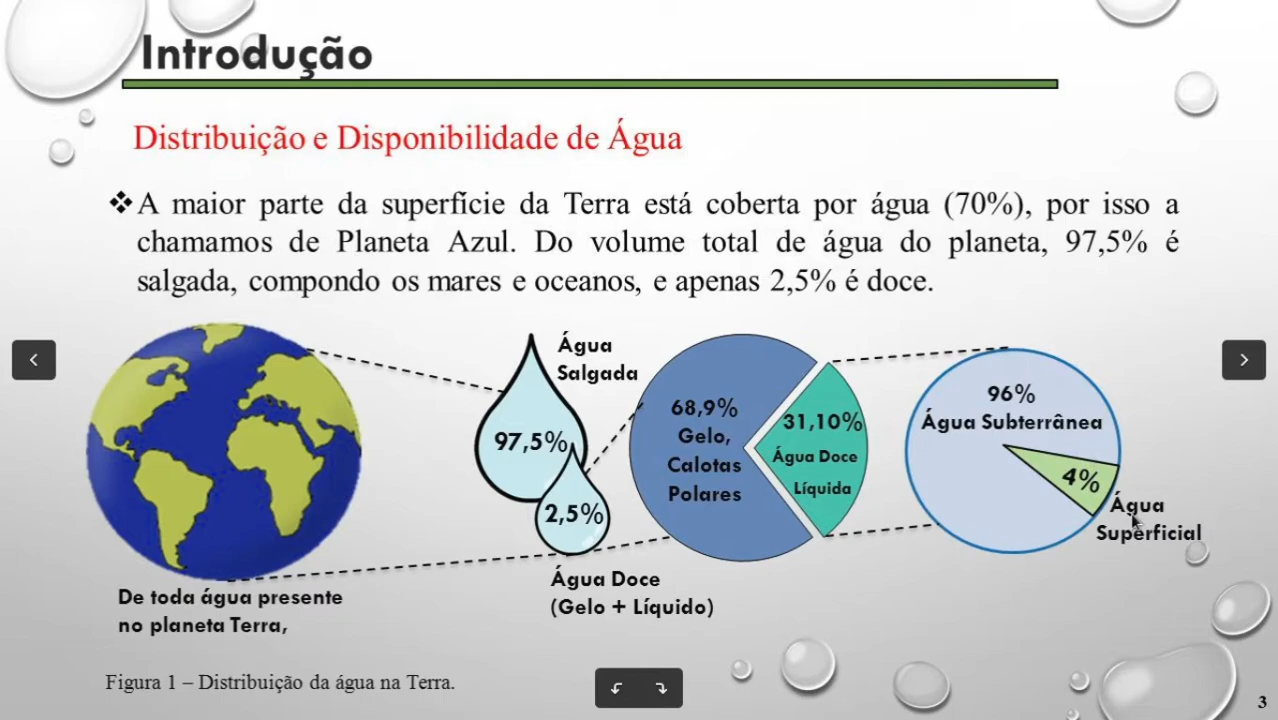 Introdução
Distribuição e Disponibilidade de Água
❖A maior parte da superfície da Terra está coberta por água (70%), por isso a
chamamos de Planeta Azul. Do volume total de água do planeta, 97,5% é
salgada, compondo os mares e oceanos, e apenas 2,5% é doce.
Água
Salgada
97,5%
2,5%
Água Doce
(Gelo + Líquido)
68,9%
Gelo,
Calotas
Polares
31,10%
Água Doce
Líquida
96%
Água Subterrânea
4%
Água
Superficial
De toda água presente
no planeta Terra,
Figura 1 – Distribuição da água na Terra.
3